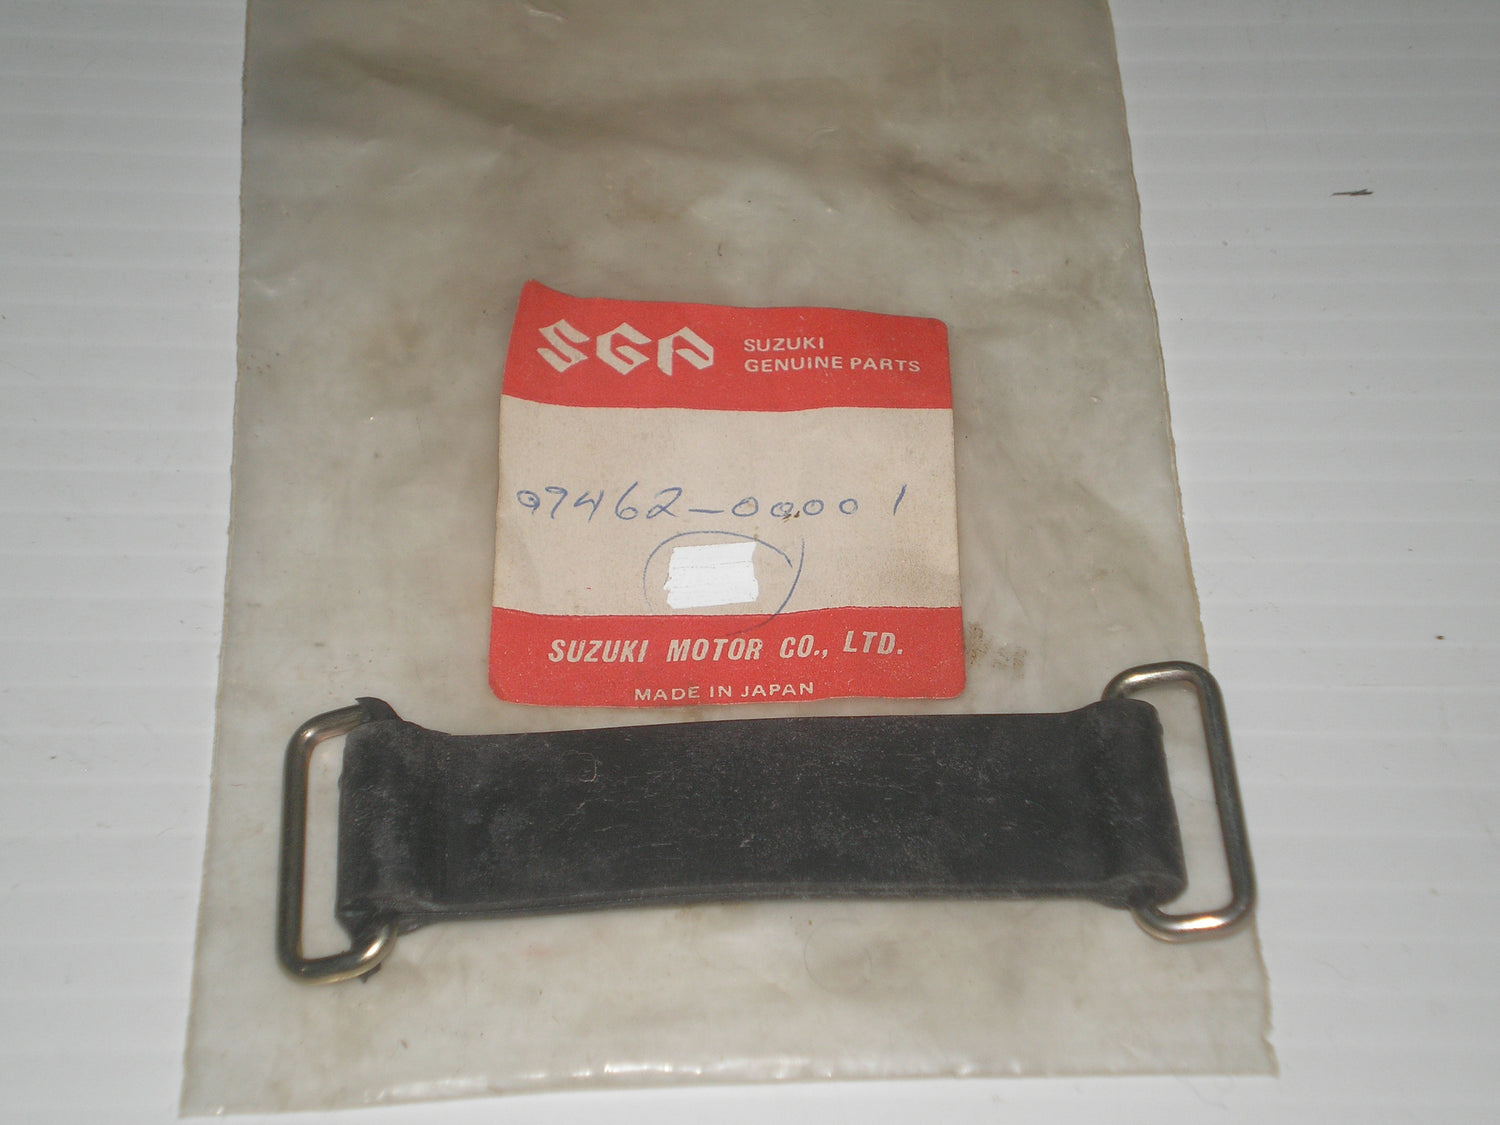 SGP SUZUKI
GENUINE PARTS
09462-00001
SUZUKI MOTOR CO., LTD.
MADE IN JAPAN